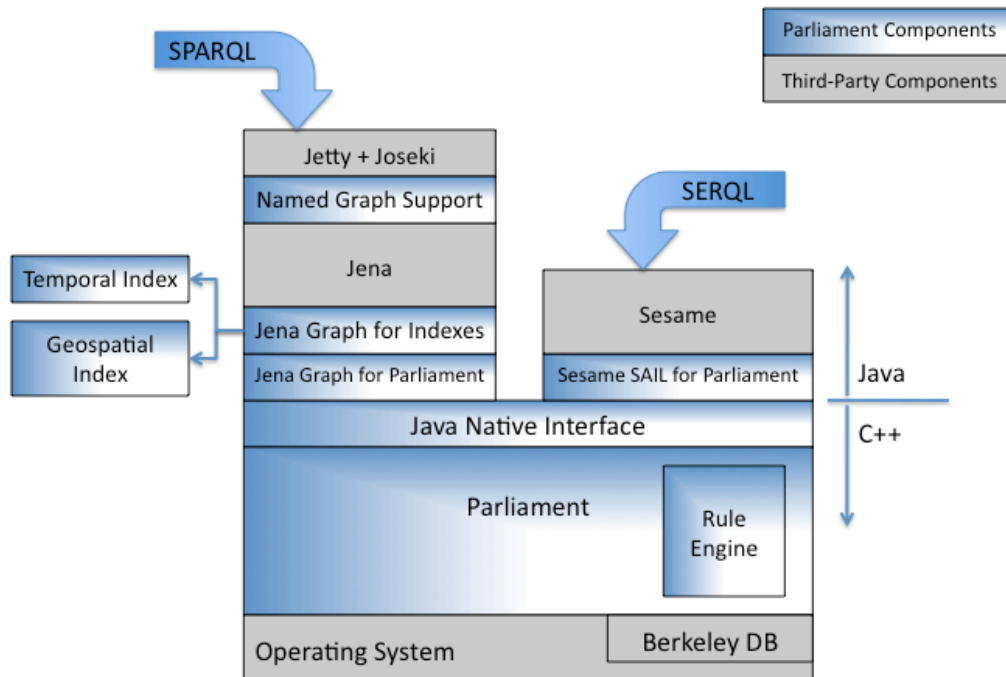 SPARQL
Parliament Components
Third-Party Components
Jetty + Joseki
Named Graph Support
SERQL
Jena
Temporal Index
Geospatial
Index
Jena Graph for Indexes
Jena Graph for Parliament
Sesame
Sesame SAIL for Parliament
Java
C++
Java Native Interface
Parliament
Rule
Engine
Operating System
Berkeley DB